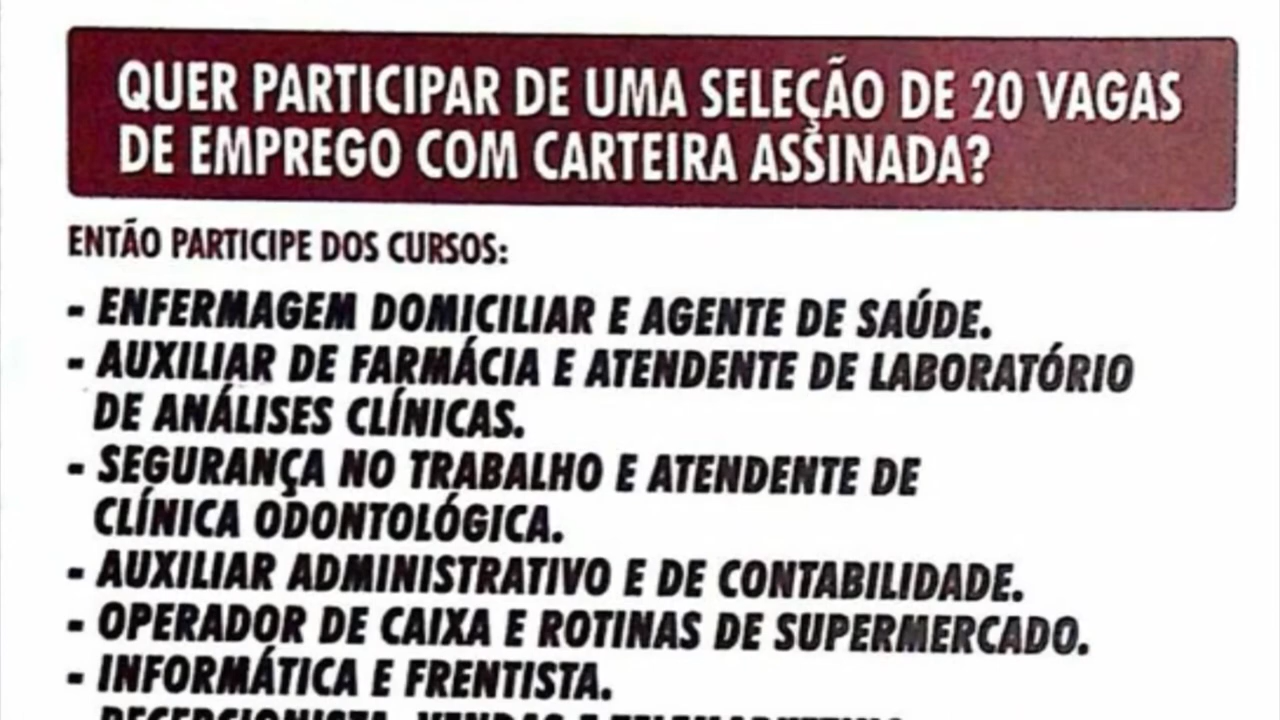 QUER PARTICIPAR DE UMA SELEÇÃO DE 20 VAGAS
DE EMPREGO COM CARTEIRA ASSINADA?
ENTÃO PARTICIPE DOS CURSOS:
- ENFERMAGEM DOMICILIAR E AGENTE DE SAÚDE.
- AUXILIAR DE FARMÁCIA E ATENDENTE DE LABORATÓRIO
DE ANÁLISES CLÍNICAS.
- SEGURANÇA NO TRABALHO E ATENDENTE DE
CLÍNICA ODONTOLÓGICA.
- AUXILIAR ADMINISTRATIVO E DE CONTABILIDADE.
- OPERADOR DE CAIXA E ROTINAS DE SUPERMERCADO.
- INFORMÁTICA E FRENTISTA.